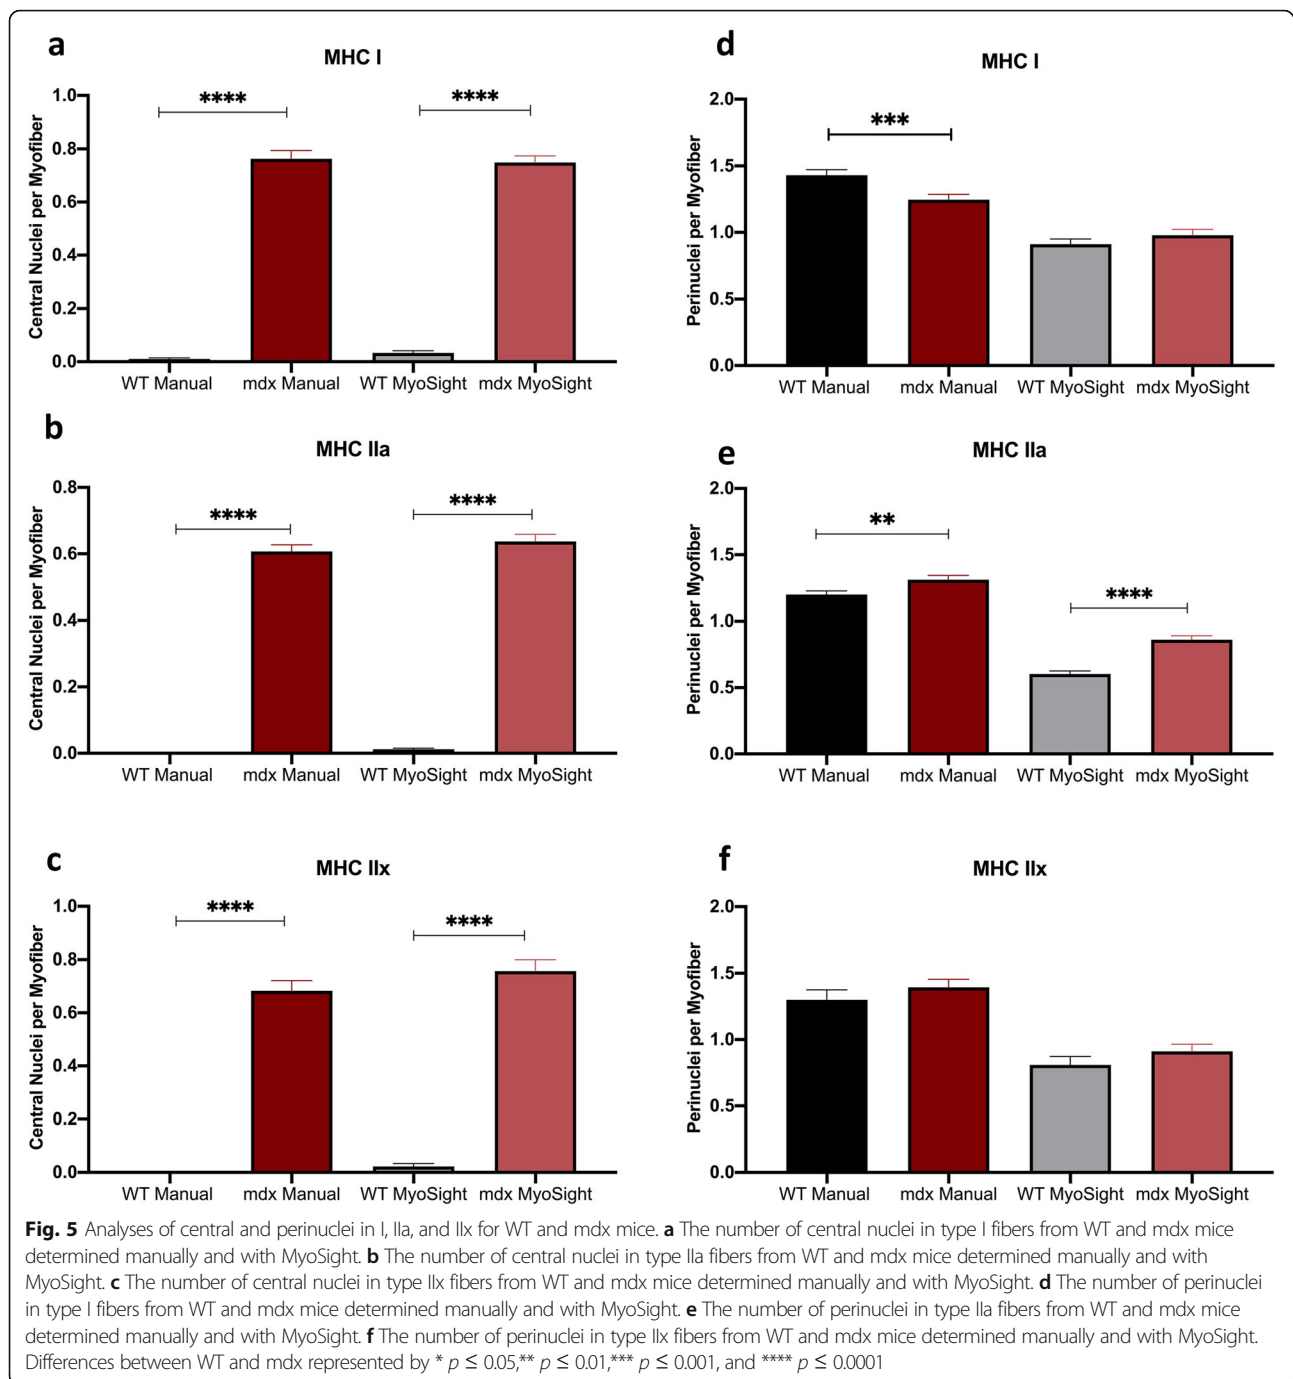 a
MHC I
Central Nuclei per Myofiber
1.0
0.8
0.6
0.4
0.2
0.0
****
****
WT Manual
mdx Manual
WT MyoSight
mdx MyoSight
d
MHC I
Perinuclei per Myofiber
2.0
1.5
1.0
0.5
0.0
***
WT Manual
mdx Manual
WT MyoSight
mdx MyoSight
b
MHC IIa
Central Nuclei per Myofiber
0.8
0.6
0.4
0.2
0.0
****
****
WT Manual
mdx Manual
WT MyoSight
mdx MyoSight
e
MHC IIa
Perinuclei per Myofiber
2.0
1.5
1.0
0.5
0.0
**
****
WT Manual
mdx Manual
WT MyoSight
mdx MyoSight
c
MHC IIx
Central Nuclei per Myofiber
1.0
0.8
0.6
0.4
0.2
0.0
****
****
WT Manual
mdx Manual
WT MyoSight
mdx MyoSight
f
MHC IIx
Perinuclei per Myofiber
2.0
1.5
1.0
0.5
0.0
WT Manual
mdx Manual
WT MyoSight
mdx MyoSight
Fig. 5 Analyses of central and perinuclei in I, IIa, and IIx for WT and mdx mice. a The number of central nuclei in type I fibers from WT and mdx mice
determined manually and with MyoSight. b The number of central nuclei in type IIa fibers from WT and mdx mice determined manually and with
MyoSight. c The number of central nuclei in type IIx fibers from WT and mdx mice determined manually and with MyoSight. d The number of perinuclei
in type I fibers from WT and mdx mice determined manually and with MyoSight. e The number of perinuclei in type IIa fibers from WT and mdx mice
determined manually and with MyoSight. f The number of perinuclei in type IIx fibers from WT and mdx mice determined manually and with MyoSight.
Differences between WT and mdx represented by * p ≤ 0.05,** p ≤ 0.01,*** p ≤ 0.001, and **** p ≤ 0.0001